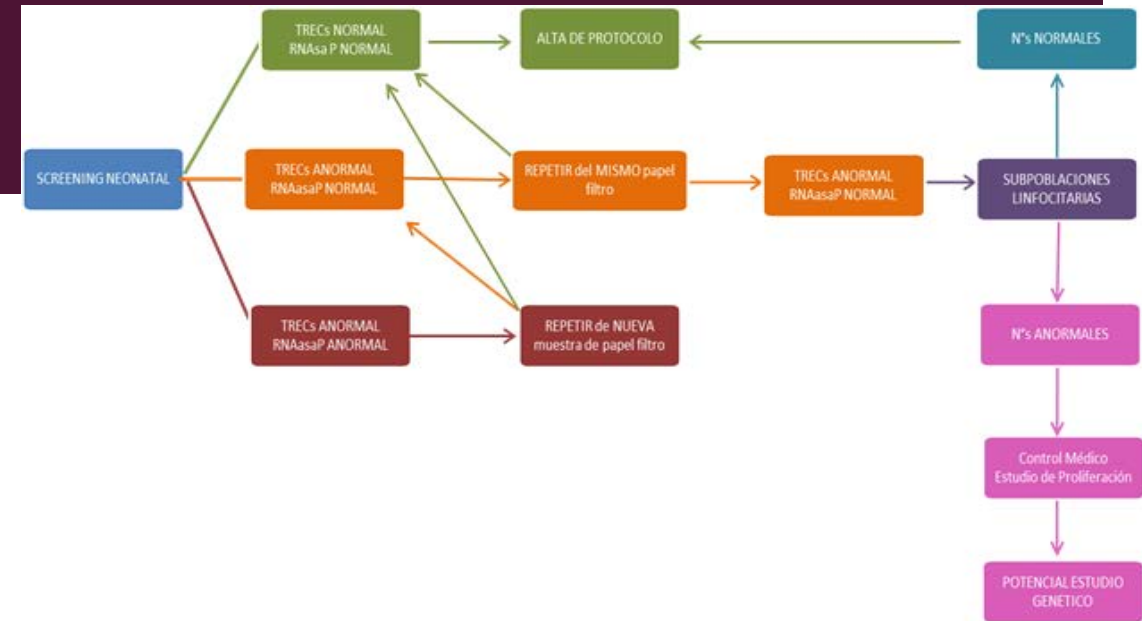 TRECs NORMAL
RNAsa P NORMAL
ALTA DE PROTOCOLO
N°s NORMALES
SCREENING NEONATAL
TRECs ANORMAL
RNAasaP NORMAL
REPETIR del MISMO papel
filtro
TRECs ANORMAL
RNAasaP NORMAL
SUBPOBLACIONES
LINFOCITARIAS
TRECs ANORMAL
RNAasaP ANORMAL
REPETIR de NUEVA
muestra de papel filtro
N°s ANORMALES
Control Médico
Estudio de Proliferación
POTENCIAL ESTUDIO
GENETICO